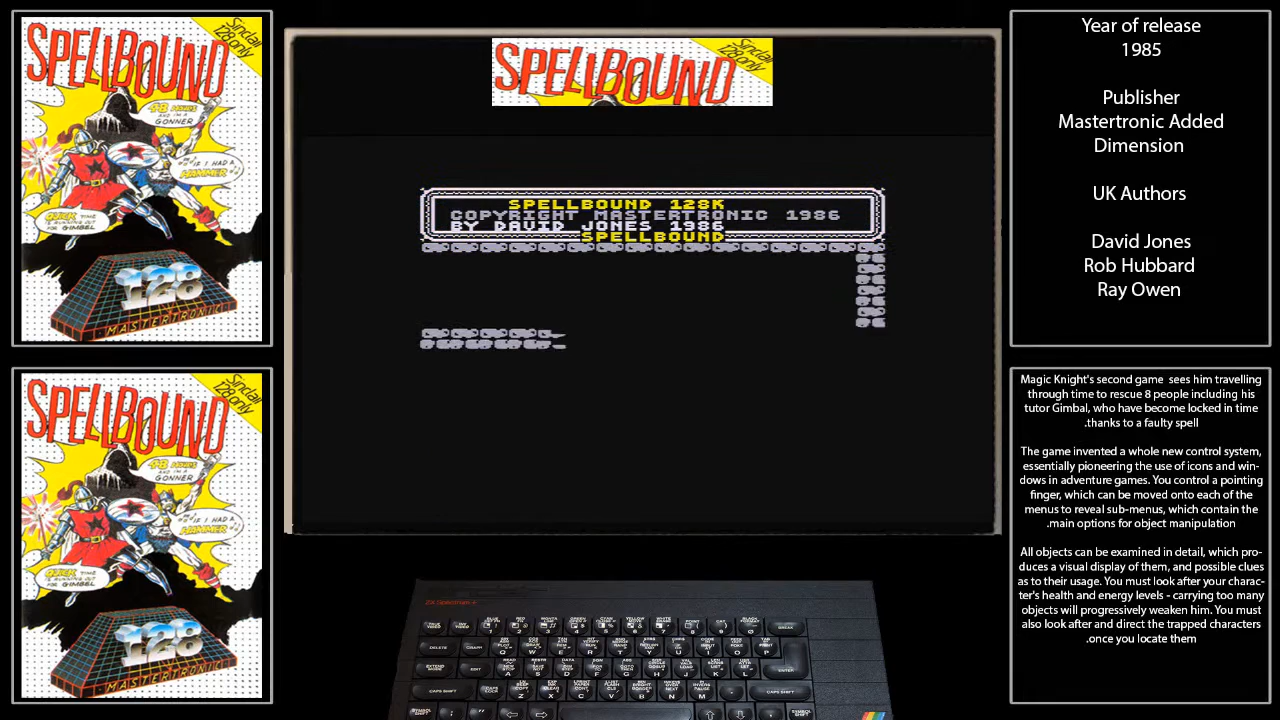 SPELLBOUND
Sinclair
128 only
48 HOURS
AND I'M A
GONNER
IF I HAD A
HAMMER
QUICK TIME
IS RUNNING OUT
FOR GIMBEL
128
MASTERTRONIC
SPELLBOUND
Sinclair
128 only
48 HOURS
AND I'M A
GONNER
IF I HAD A
HAMMER
QUICK TIME
IS RUNNING OUT
FOR GIMBEL
128
MASTERTRONIC
SPELLBOUND
Sinclair
128 only
SPELLBOUND 128K
COPYRIGHT MASTERTRONIC 1986
BY DAVID JONES 1986
SPELLBOUND
ZX Spectrum+
Year of release
1985
Publisher
Mastertronic Added
Dimension
UK Authors
David Jones
Rob Hubbard
Ray Owen
Magic Knight's second game sees him travelling
through time to rescue 8 people including his
tutor Gimbal, who have become locked in time
.thanks to a faulty spell
The game invented a whole new control system,
essentially pioneering the use of icons and win-
dows in adventure games. You control a pointing
finger, which can be moved onto each of the
menus to reveal sub-menus, which contain the
.main options for object manipulation
All objects can be examined in detail, which pro-
duces a visual display of them, and possible clues
as to their usage. You must look after your charac-
ter's health and energy levels - carrying too many
objects will progressively weaken him. You must
also look after and direct the trapped characters
.once you locate them